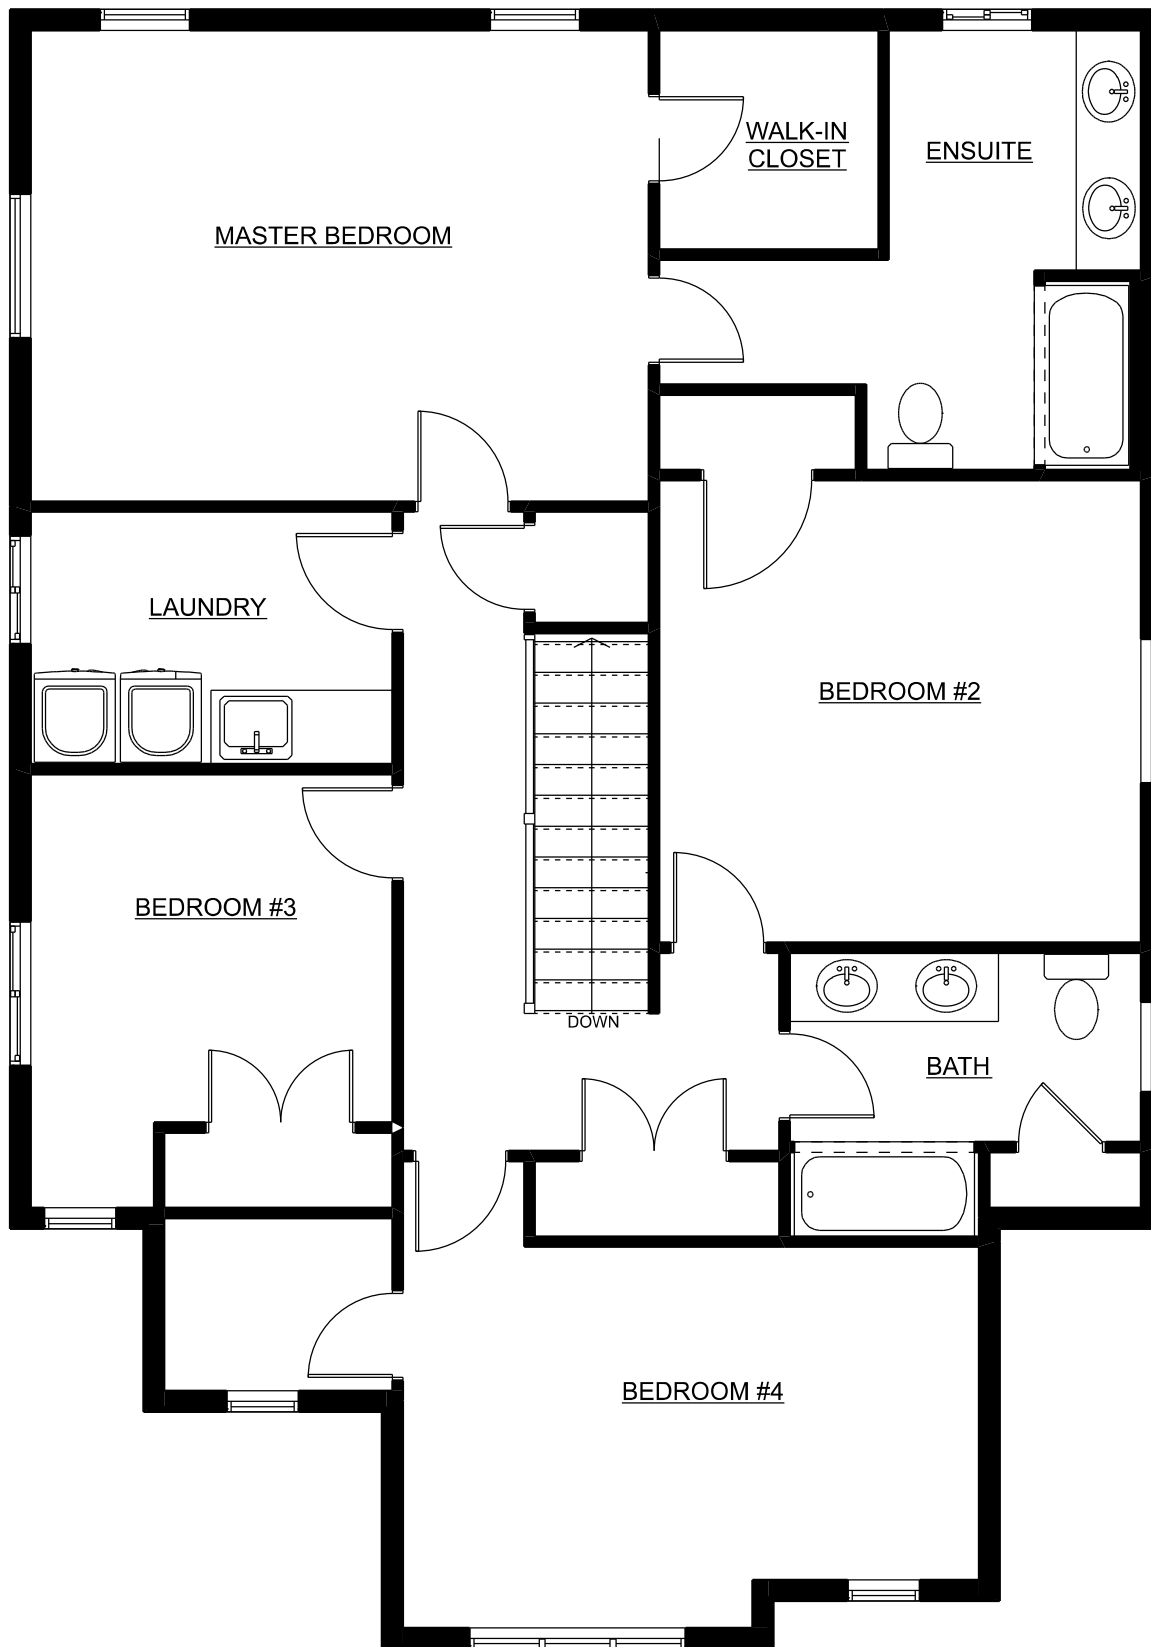 WALK-IN
CLOSET
ENSUITE
MASTER BEDROOM
LAUNDRY
BEDROOM #2
BEDROOM #3
DOWN
BATH
BEDROOM #4